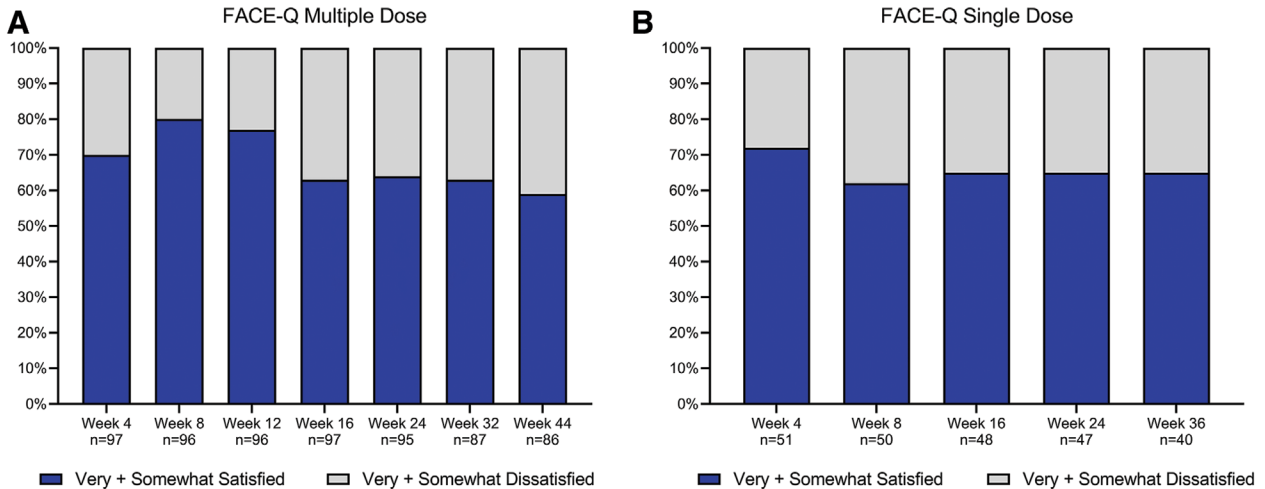 A
FACE-Q Multiple Dose
100%
90%
80%
70%
60%
50%
40%
30%
20%
10%
0%
Week 4 Week 8 Week 12 Week 16 Week 24 Week 32 Week 44
n=97 n=96 n=96 n=97 n=95 n=87 n=86
Very + Somewhat Satisfied Very + Somewhat Dissatisfied
B
FACE-Q Single Dose
100%
90%
80%
70%
60%
50%
40%
30%
20%
10%
0%
Week 4 Week 8 Week 16 Week 24 Week 36
n=51 n=50 n=48 n=47 n=40
Very + Somewhat Satisfied Very + Somewhat Dissatisfied